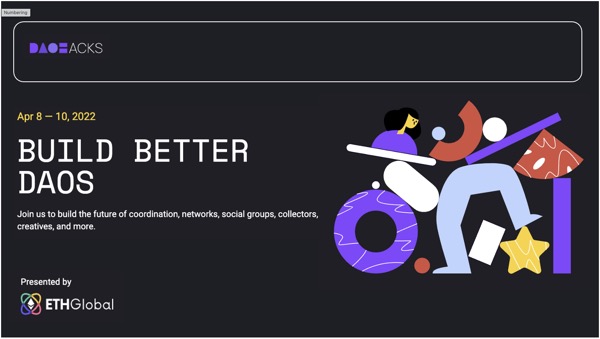 Numbering
DAOHACKS
Apr 8 — 10, 2022
BUILD BETTER
DAOS
Join us to build the future of coordination, networks, social groups, collectors,
creatives, and more.
Presented by
ETHGlobal